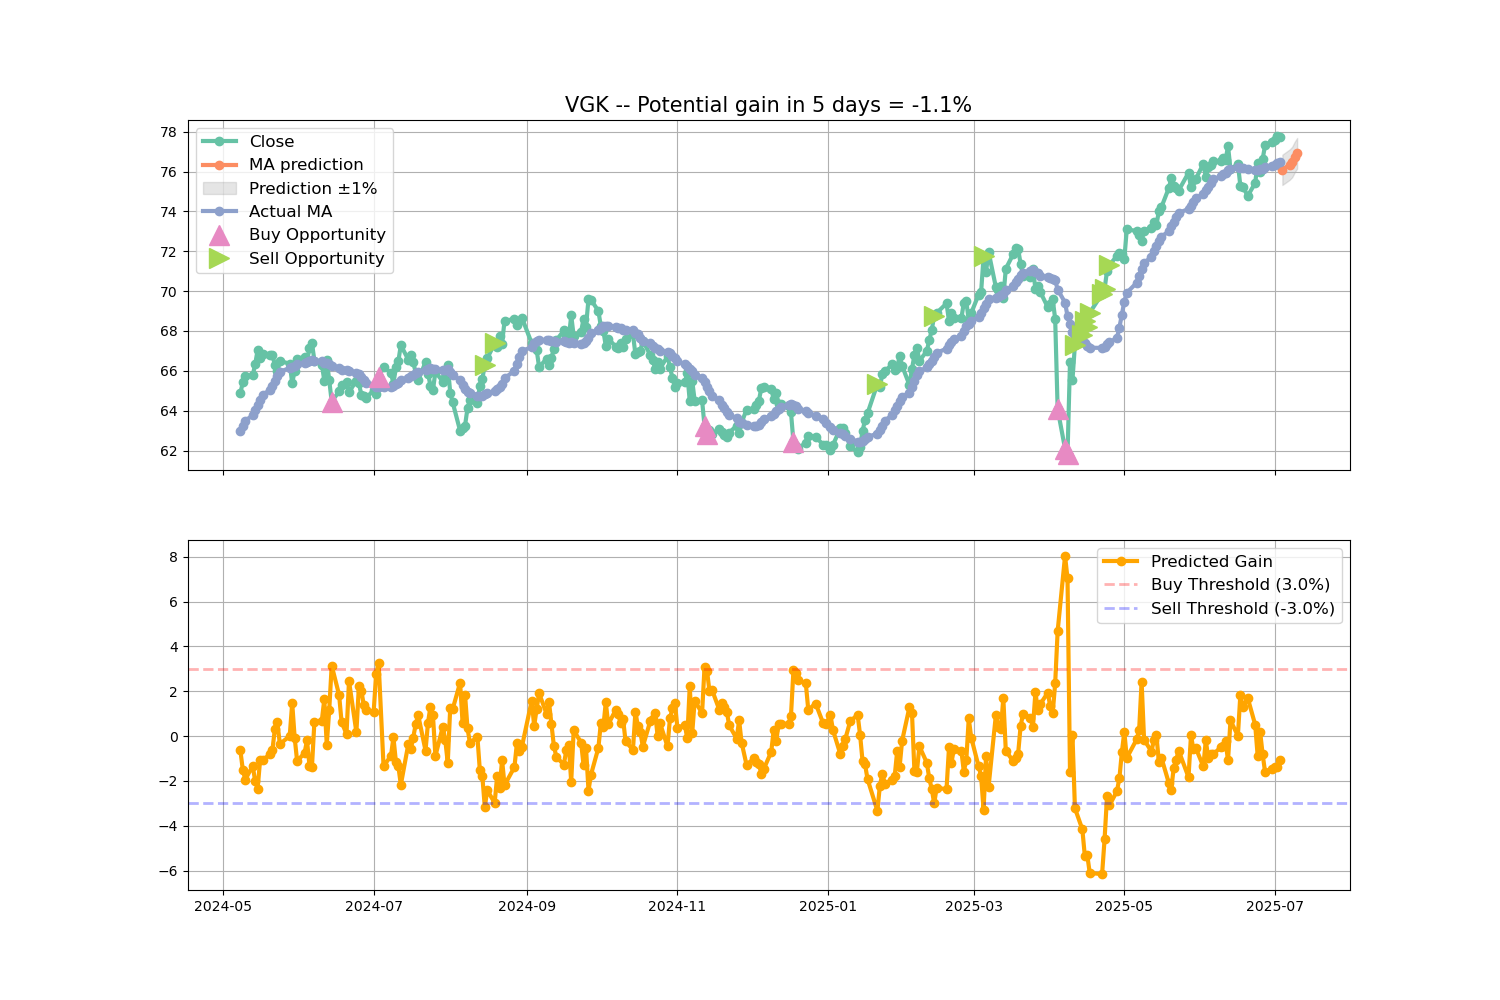 VGK -- Potential gain in 5 days = -1.1%
78
76
74
72
70
68
66
64
62
Close
MA prediction
Prediction ±1%
Actual MA
Buy Opportunity
Sell Opportunity
8
6
4
2
0
−2
−4
−6
Predicted Gain
Buy Threshold (3.0%)
Sell Threshold (-3.0%)
2024-05 2024-07 2024-09 2024-11 2025-01 2025-03 2025-05 2025-07